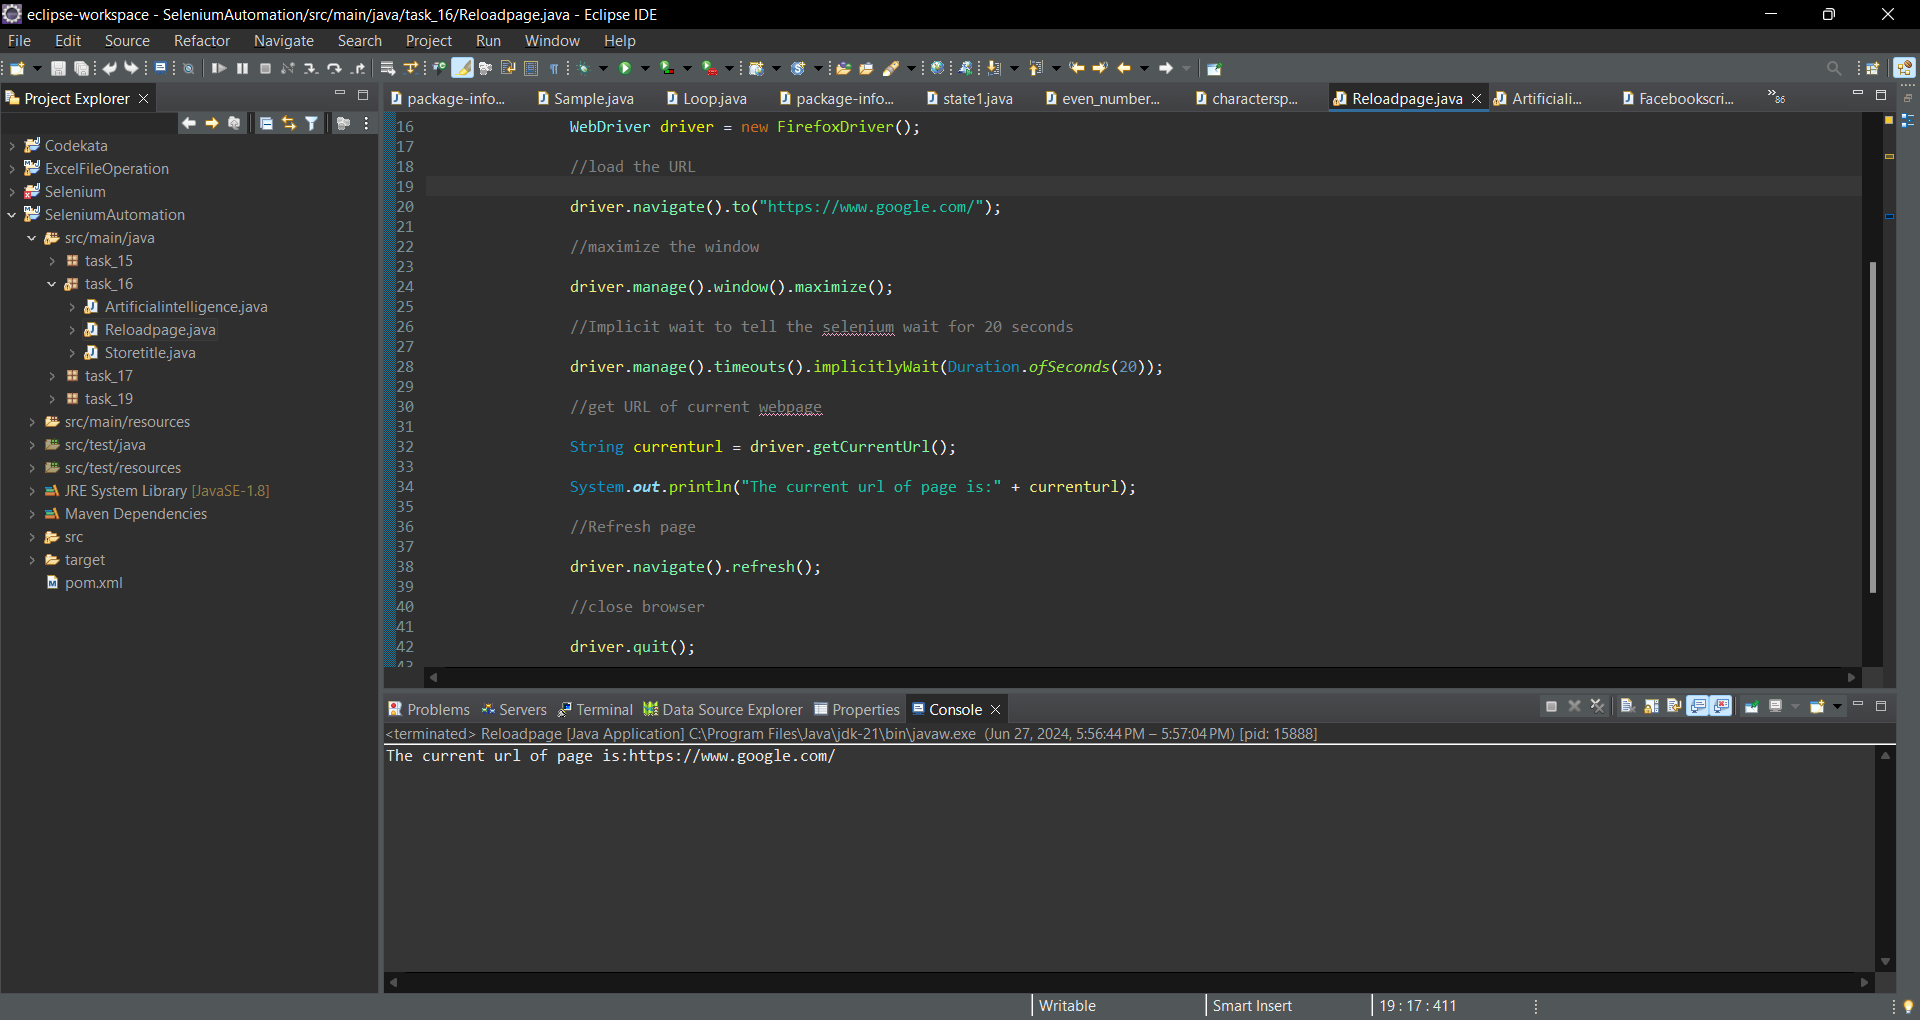 eclipse-workspace - SeleniumAutomation/src/main/java/task_16/Reloadpage.java - Eclipse IDE
File Edit Source Refactor Navigate Search Project Run Window Help
Project Explorer
package-info... Sample.java Loop.java package-info... state1.java even_number... charactersp... Reloadpage.java Artificiali... Facebookscri... »86
Codekata
ExcelFileOperation
Selenium
SeleniumAutomation
src/main/java
task_15
task_16
Artificialintelligence.java
Reloadpage.java
Storetitle.java
task_17
task_19
src/main/resources
src/test/java
src/test/resources
JRE System Library [JavaSE-1.8]
Maven Dependencies
src
target
pom.xml
16 WebDriver driver = new FirefoxDriver();
17
18 //load the URL
19
20 driver.navigate().to("https://www.google.com/");
21
22 //maximize the window
23
24 driver.manage().window().maximize();
25
26 //Implicit wait to tell the selenium wait for 20 seconds
27
28 driver.manage().timeouts().implicitlyWait(Duration.ofSeconds(20));
29
30 //get URL of current webpage
31
32 String currenturl = driver.getCurrentUrl();
33
34 System.out.println("The current url of page is:" + currenturl);
35
36 //Refresh page
37
38 driver.navigate().refresh();
39
40 //close browser
41
42 driver.quit();
43
Problems Servers Terminal Data Source Explorer Properties Console
<terminated> Reloadpage [Java Application] C:\Program Files\Java\jdk-21\bin\javaw.exe (Jun 27, 2024, 5:56:44 PM – 5:57:04 PM) [pid: 15888]
The current url of page is:https://www.google.com/
Writable Smart Insert 19 : 17 : 411